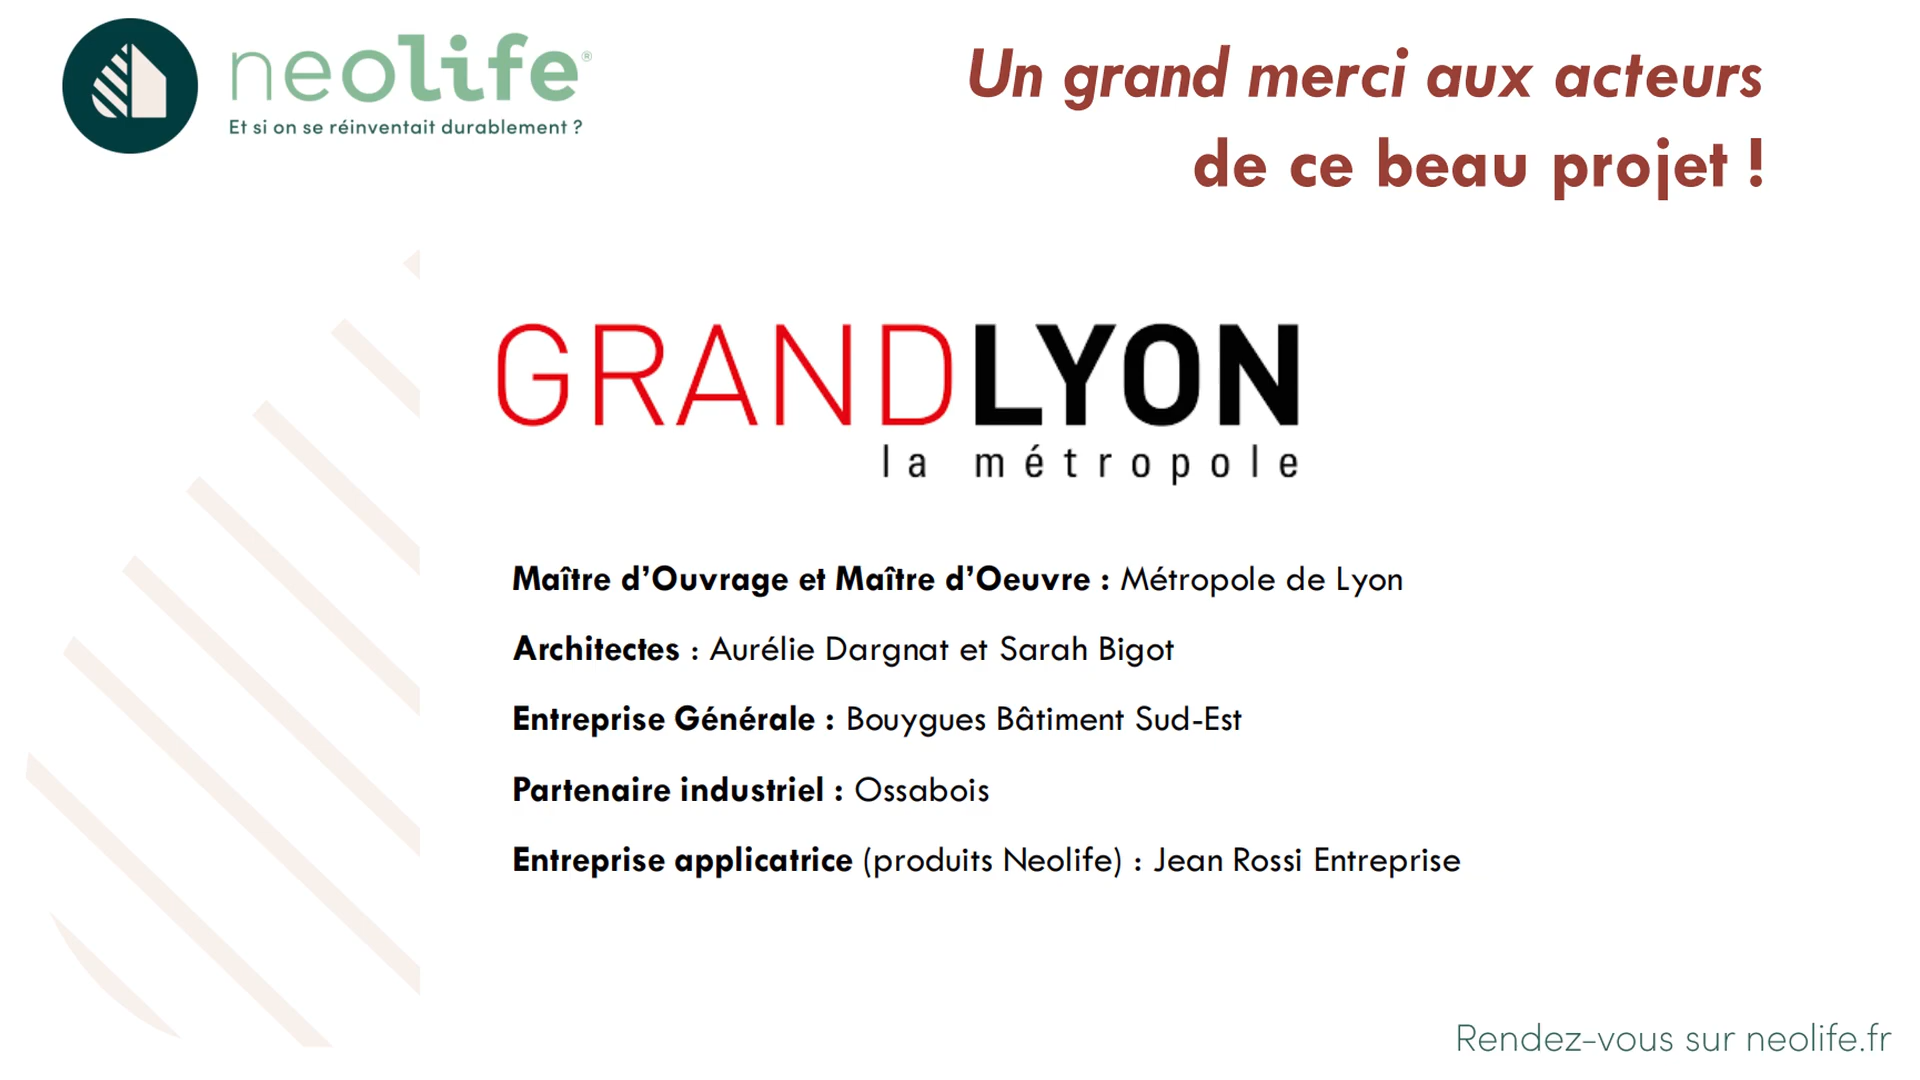 neolife®
Et si on se réinventait durablement ?
Un grand merci aux acteurs
de ce beau projet !
GRANDLYON
la métropole
Maître d’Ouvrage et Maître d’Oeuvre : Métropole de Lyon
Architectes : Aurélie Dargnat et Sarah Bigot
Entreprise Générale : Bouygues Bâtiment Sud-Est
Partenaire industriel : Ossabois
Entreprise applicatrice (produits Neolife) : Jean Rossi Entreprise
Rendez-vous sur neolife.fr